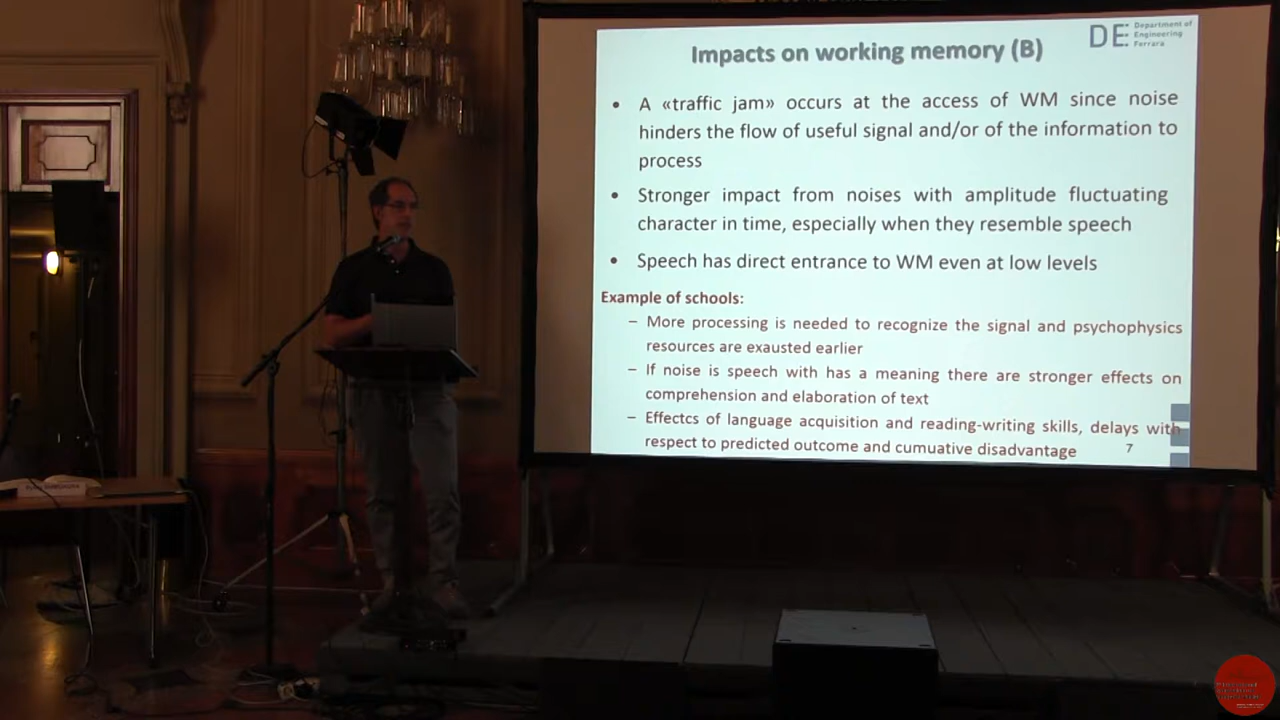 Impacts on working memory (B)
DE: Department of
Engineering
Ferrara
• A «traffic jam» occurs at the access of WM since noise
hinders the flow of useful signal and/or of the information to
process
• Stronger impact from noises with amplitude fluctuating
character in time, especially when they resemble speech
• Speech has direct entrance to WM even at low levels
Example of schools:
– More processing is needed to recognize the signal and psychophysics
resources are exausted earlier
– If noise is speech with has a meaning there are stronger effects on
comprehension and elaboration of text
– Effectcs of language acquisition and reading-writing skills, delays with
respect to predicted outcome and cumuative disadvantage
7